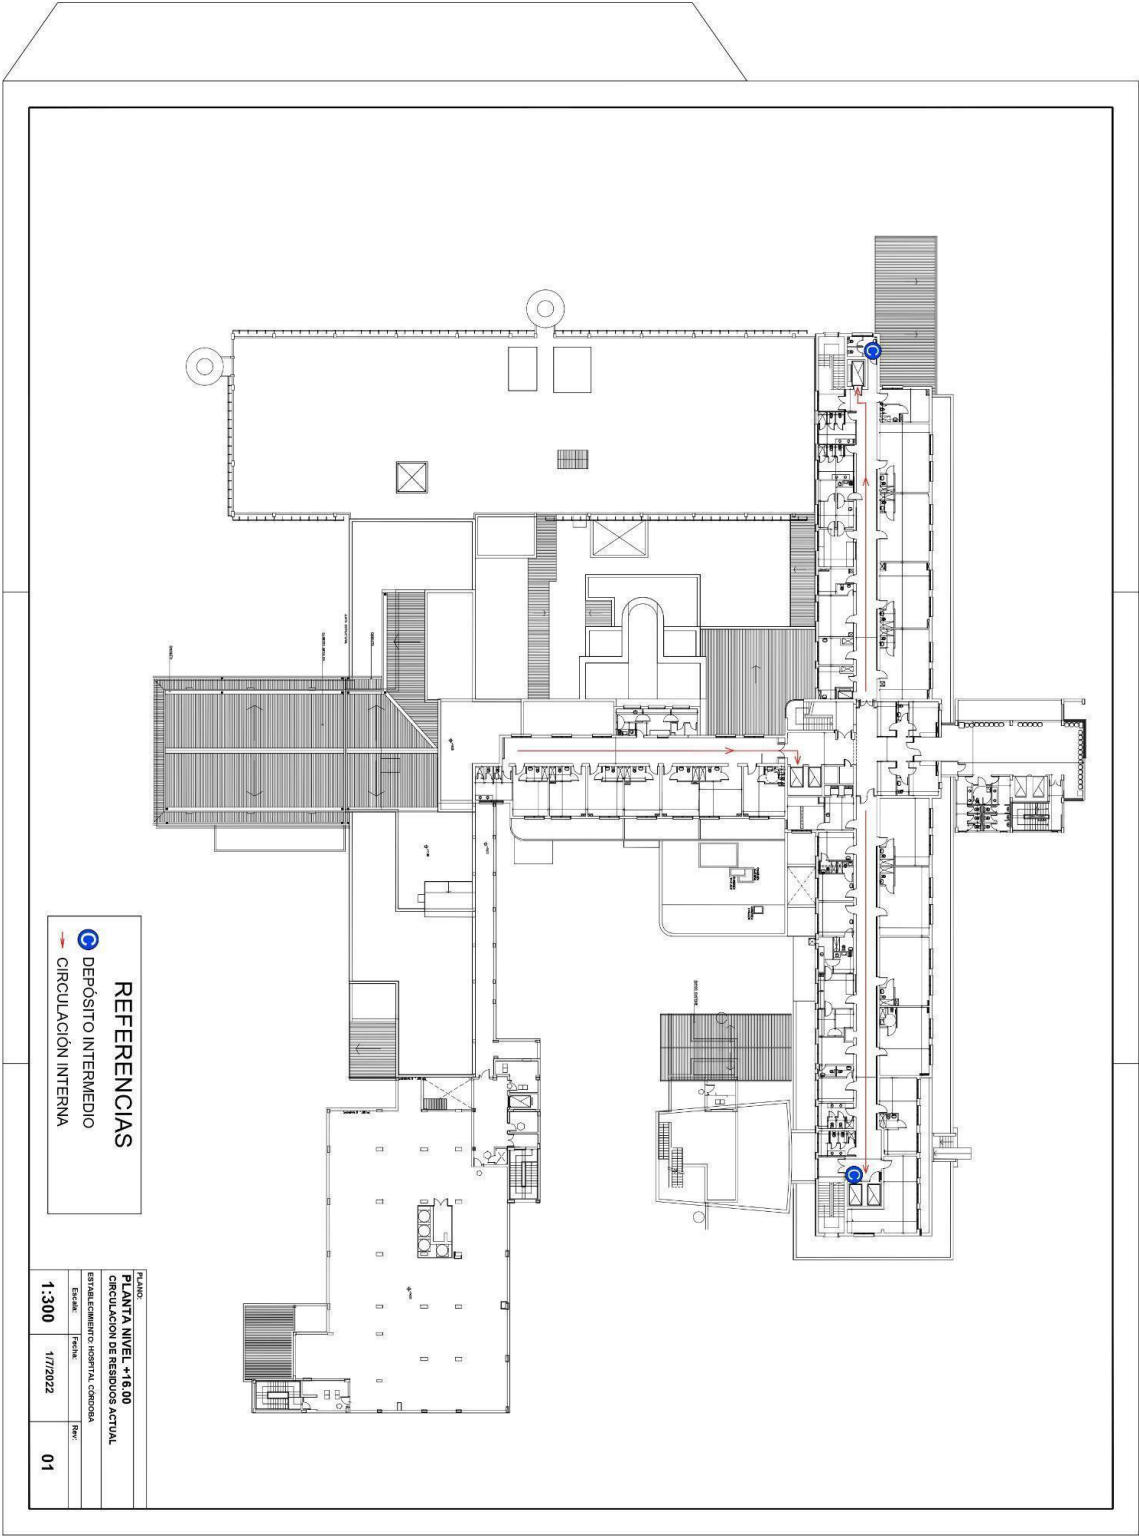 REFERENCIAS
C DEPÓSITO INTERMEDIO
CIRCULACIÓN INTERNA
PLANO:
PLANTA NIVEL +16.00
CIRCULACION DE RESIDUOS ACTUAL
ESTABLECIMIENTO: HOSPITAL CÓRDOBA
Escala:
Fecha:
Rev:
1:300
1/7/2022
01
C
C